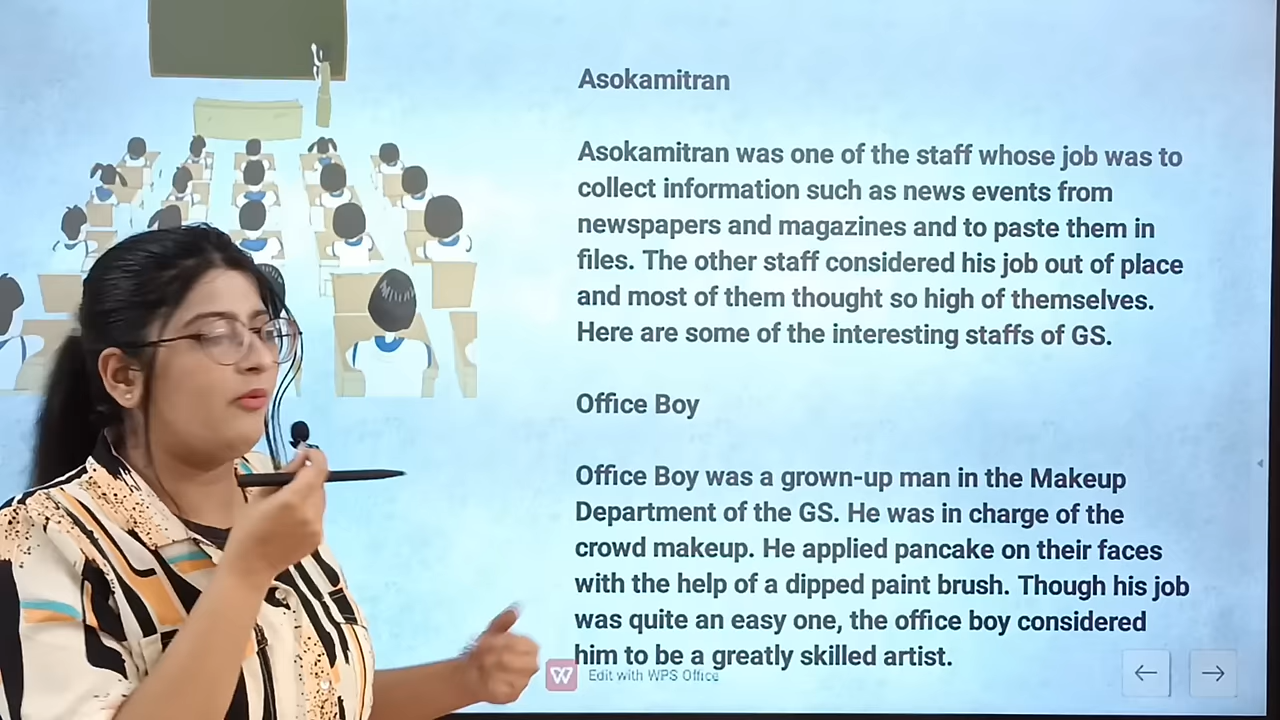 Asokamitran
Asokamitran was one of the staff whose job was to
collect information such as news events from
newspapers and magazines and to paste them in
files. The other staff considered his job out of place
and most of them thought so high of themselves.
Here are some of the interesting staffs of GS.
Office Boy
Office Boy was a grown-up man in the Makeup
Department of the GS. He was in charge of the
crowd makeup. He applied pancake on their faces
with the help of a dipped paint brush. Though his job
was quite an easy one, the office boy considered
him to be a greatly skilled artist.
W Edit with WPS Office